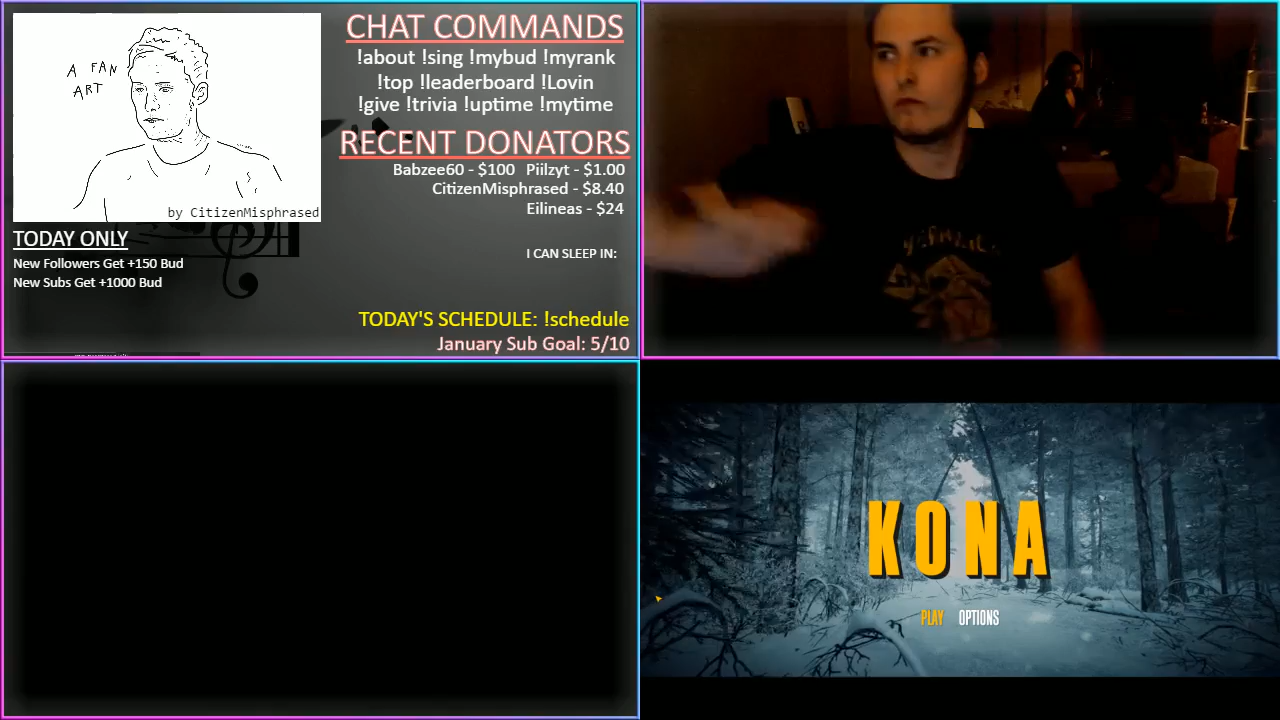 A FAN
ART
by CitizenMisphrased
CHAT COMMANDS
!about !sing !mybud !myrank
!top !leaderboard !Lovin
!give !trivia !uptime !mytime
RECENT DONATORS
Babzee60 - $100 Piilzyt - $1.00
CitizenMisphrased - $8.40
Eilineas - $24
TODAY ONLY
New Followers Get +150 Bud
New Subs Get +1000 Bud
I CAN SLEEP IN:
TODAY'S SCHEDULE: !schedule
January Sub Goal: 5/10
KONA
PLAY OPTIONS